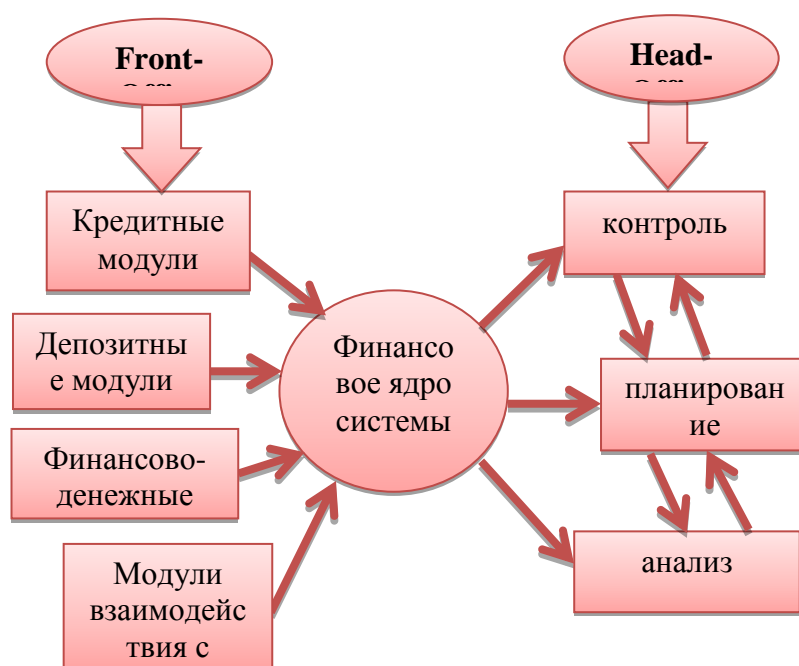 Front-
Head-
Кредитные
модули
контроль
Депозитны
е модули
Финансо
вое ядро
системы
планирован
ие
Финансово-
денежные
Модули
взаимодейс
твия с
анализ